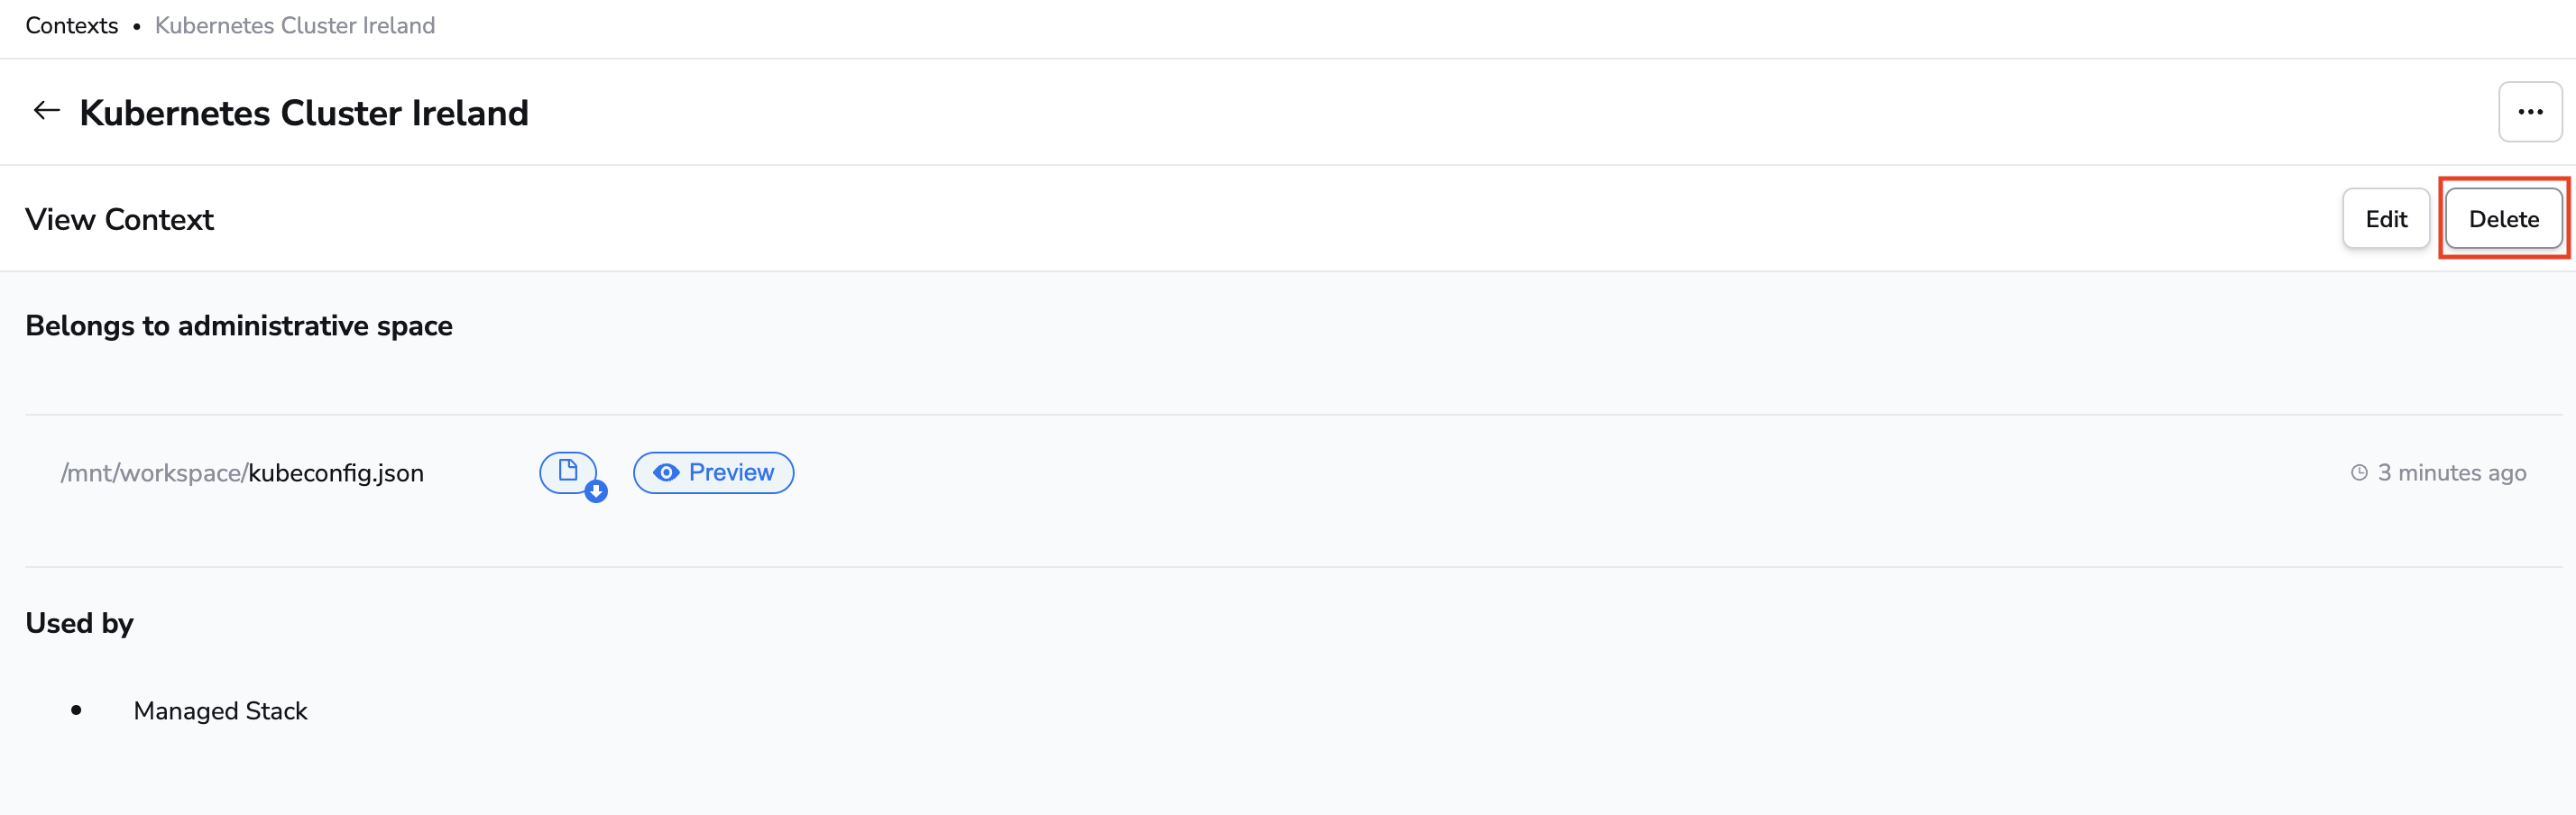 Contexts • Kubernetes Cluster Ireland
← Kubernetes Cluster Ireland ...
View Context Edit Delete
Belongs to administrative space
/mnt/workspace/kubeconfig.json Preview 3 minutes ago
Used by
• Managed Stack